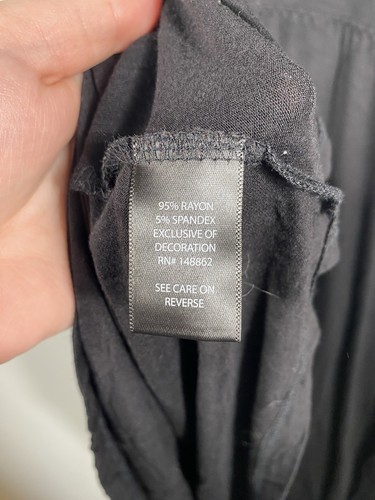 95% RAYON
5% SPANDEX
EXCLUSIVE OF
DECORATION
RN# 148862
SEE CARE ON
REVERSE